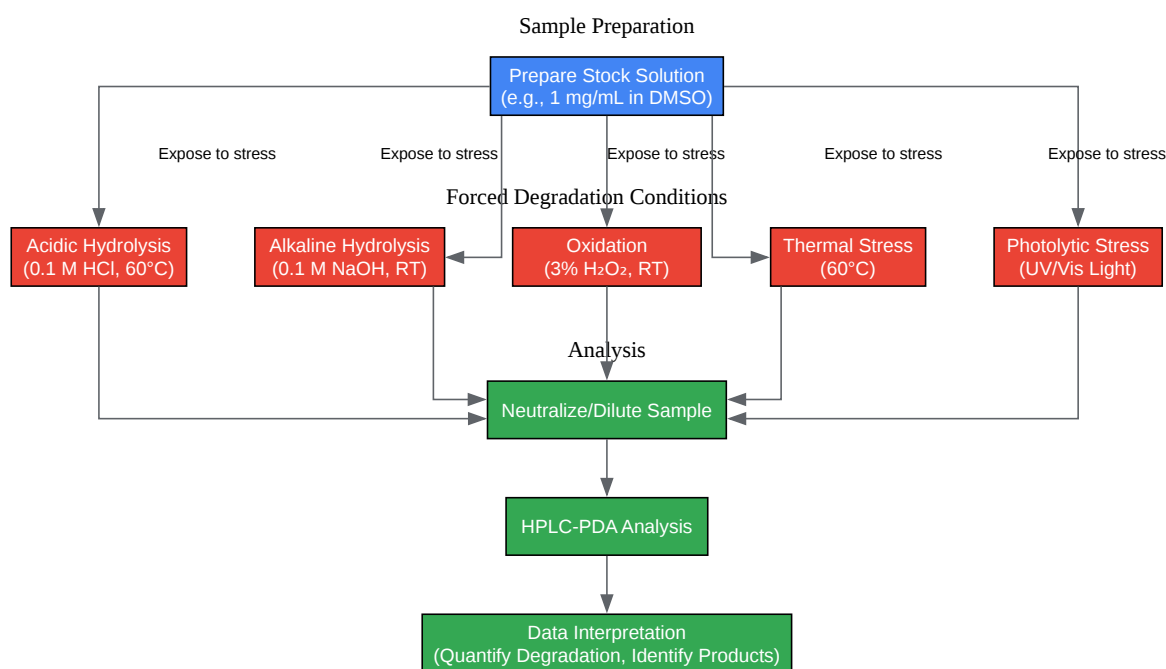 Sample Preparation
Prepare Stock Solution
(e.g., 1 mg/mL in DMSO)
Expose to stress
Expose to stress
Expose to stress
Expose to stress
Expose to stress
Forced Degradation Conditions
Acidic Hydrolysis
(0.1 M HCl, 60°C)
Alkaline Hydrolysis
(0.1 M NaOH, RT)
Oxidation
(3% H₂O₂, RT)
Thermal Stress
(60°C)
Photolytic Stress
(UV/Vis Light)
Analysis
Neutralize/Dilute Sample
HPLC-PDA Analysis
Data Interpretation
(Quantify Degradation, Identify Products)